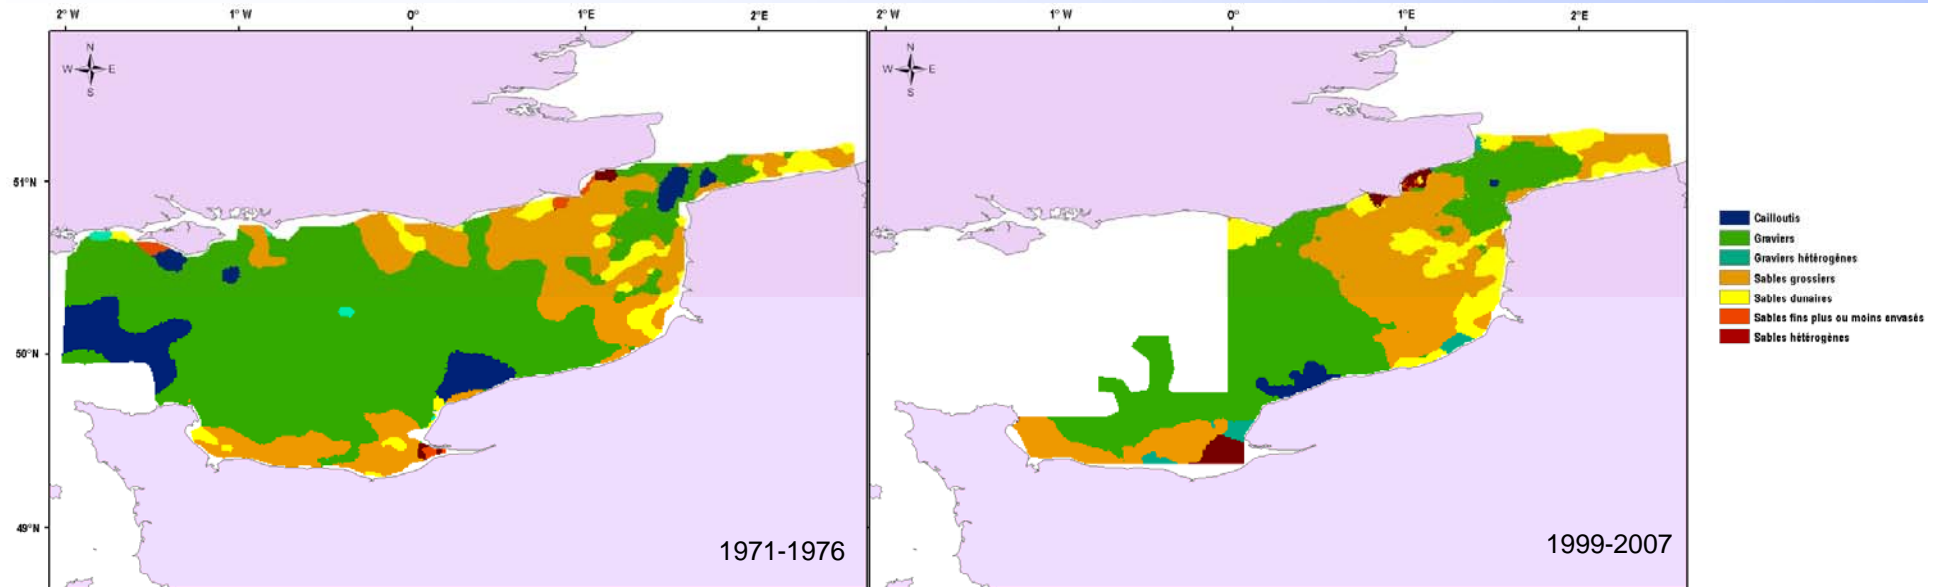 2° W 1° W 0° 1°E 2°E
2° W 1° W 0° 1°E 2°E
N
W E
S
N
W E
S
51°N
50°N
49°N
1971-1976
1999-2007
Cailloutis
Graviers
Graviers hétérogènes
Sables grossiers
Sables dunaires
Sables fins plus ou moins envasés
Sables hétérogènes